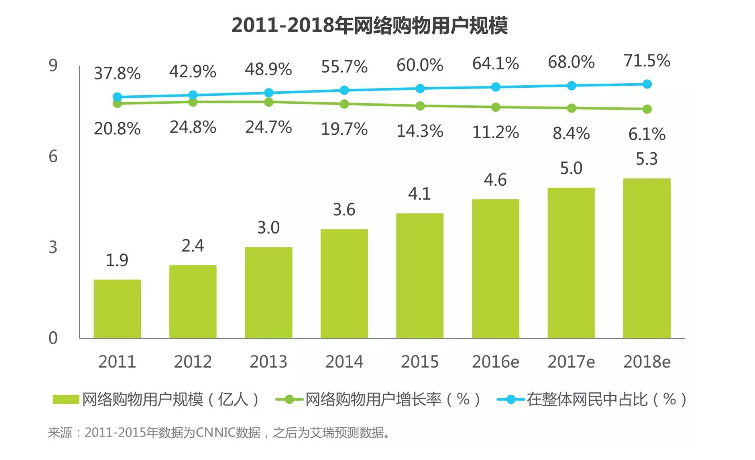 2011-2018年网络购物用户规模
9
37.8% 42.9% 48.9% 55.7% 60.0% 64.1% 68.0% 71.5%
20.8% 24.8% 24.7% 19.7% 14.3% 11.2% 8.4% 6.1%
6
1.9 2.4 3.0 3.6 4.1 4.6 5.0 5.3
3
0
2011 2012 2013 2014 2015 2016e 2017e 2018e
网络购物用户规模（亿人） 网络购物用户增长率（%） 在整体网民中占比（%）
来源：2011-2015年数据为CNNIC数据，之后为艾瑞预测数据。